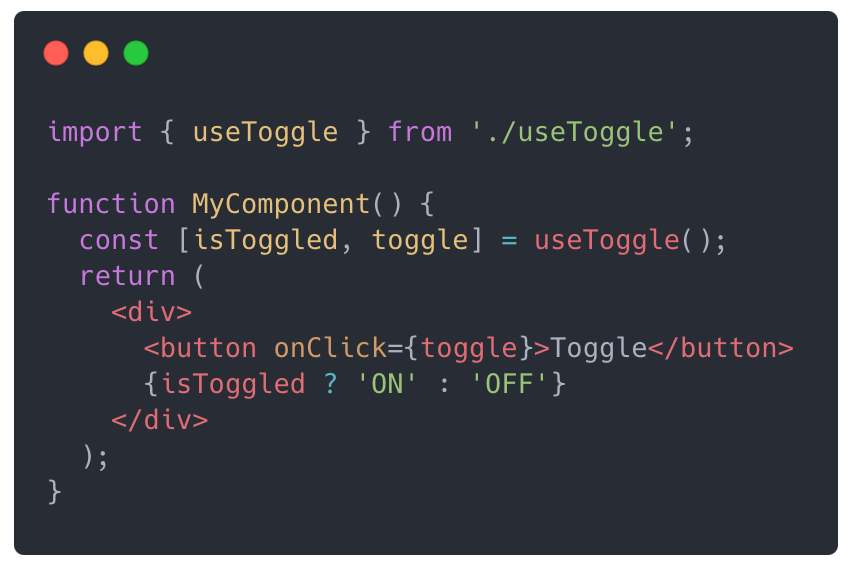 import { useToggle } from './useToggle';

function MyComponent() {
  const [isToggled, toggle] = useToggle();
  return (
    <div>
      <button onClick={toggle}>Toggle</button>
      {isToggled ? 'ON' : 'OFF'}
    </div>
  );
}